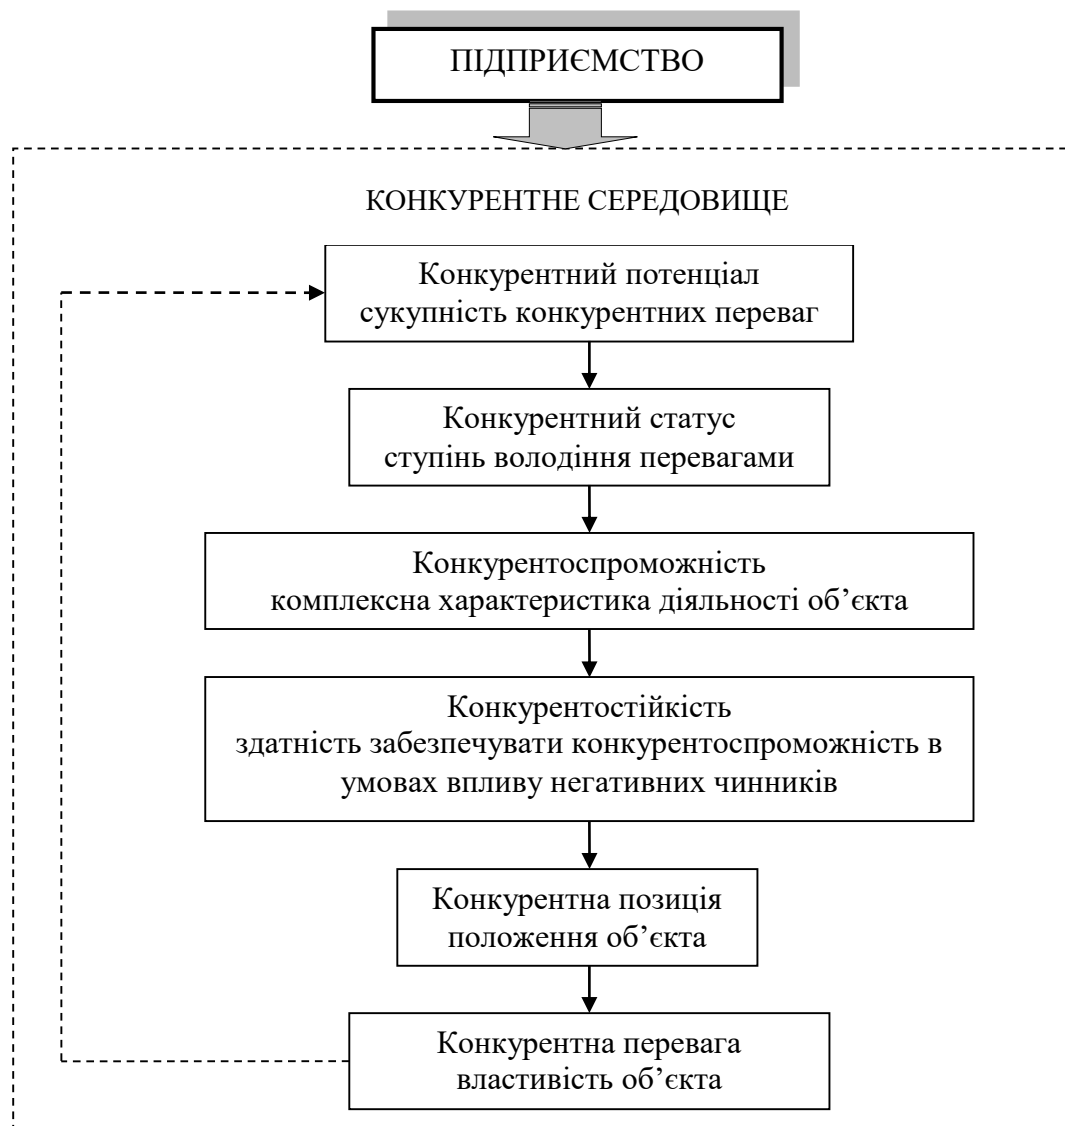 ПІДПРИЄМСТВО
КОНКУРЕНТНЕ СЕРЕДОВИЩЕ
Конкурентний потенціал
сукупність конкурентних переваг
Конкурентний статус
ступінь володіння перевагами
Конкурентоспроможність
комплексна характеристика діяльності об’єкта
Конкурентостійкість
здатність забезпечувати конкурентоспроможність в
умовах впливу негативних чинників
Конкурентна позиція
положення об’єкта
Конкурентна перевага
властивість об’єкта